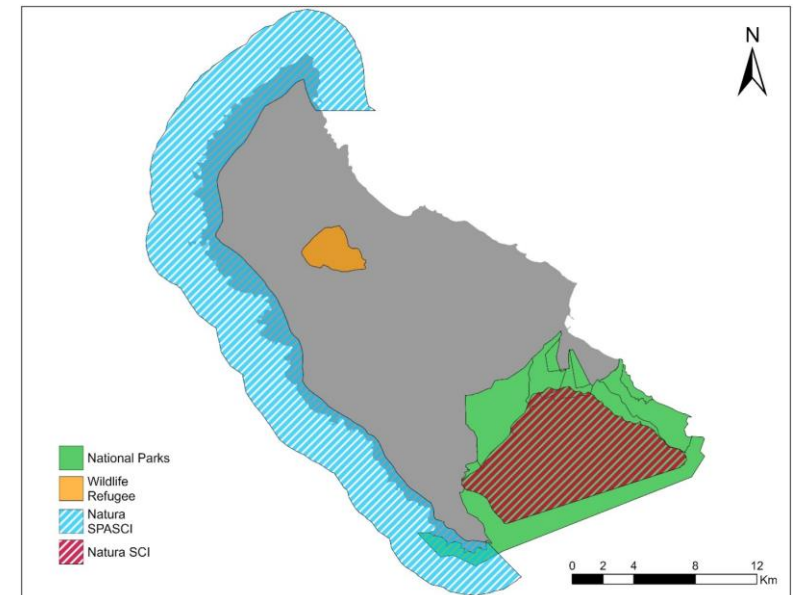 N
National Parks
Wildlife
Refugee
Natura
SPASCI
Natura SCI
0 2 4 8 12
Km